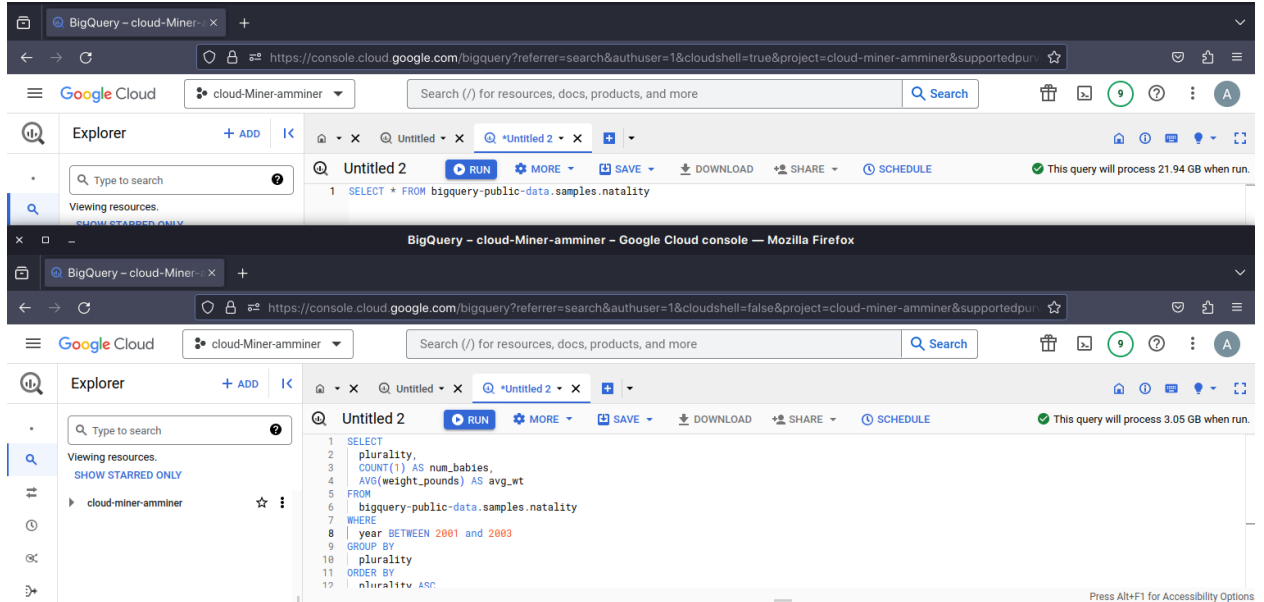 BigQuery – cloud-Miner-a
https://console.cloud.google.com/bigquery?referrer=search&authuser=1&cloudshell=true&project=cloud-miner-amminer&supportedpurv
Google Cloud cloud-Miner-amminer Search (/) for resources, docs, products, and more Search 9 ? A
Explorer + ADD Untitled *Untitled 2
Type to search ? Untitled 2 RUN MORE SAVE DOWNLOAD SHARE SCHEDULE This query will process 21.94 GB when run.
1 SELECT * FROM bigquery-public-data.samples.natality
Viewing resources.
SHOW STARRED ONLY
BigQuery – cloud-Miner-amminer – Google Cloud console — Mozilla Firefox
BigQuery – cloud-Miner-a
https://console.cloud.google.com/bigquery?referrer=search&authuser=1&cloudshell=false&project=cloud-miner-amminer&supportedpur
Google Cloud cloud-Miner-amminer Search (/) for resources, docs, products, and more Search 9 ? A
Explorer + ADD Untitled *Untitled 2
Type to search ? Untitled 2 RUN MORE SAVE DOWNLOAD SHARE SCHEDULE This query will process 3.05 GB when run.
Viewing resources.
SHOW STARRED ONLY
cloud-miner-amminer
1 SELECT
2 plurality,
3 COUNT(1) AS num_babies,
4 AVG(weight_pounds) AS avg_wt
5 FROM
6 bigquery-public-data.samples.natality
7 WHERE
8 year BETWEEN 2001 and 2003
9 GROUP BY
10 plurality
11 ORDER BY
12 plurality ASC
Press Alt+F1 for Accessibility Options